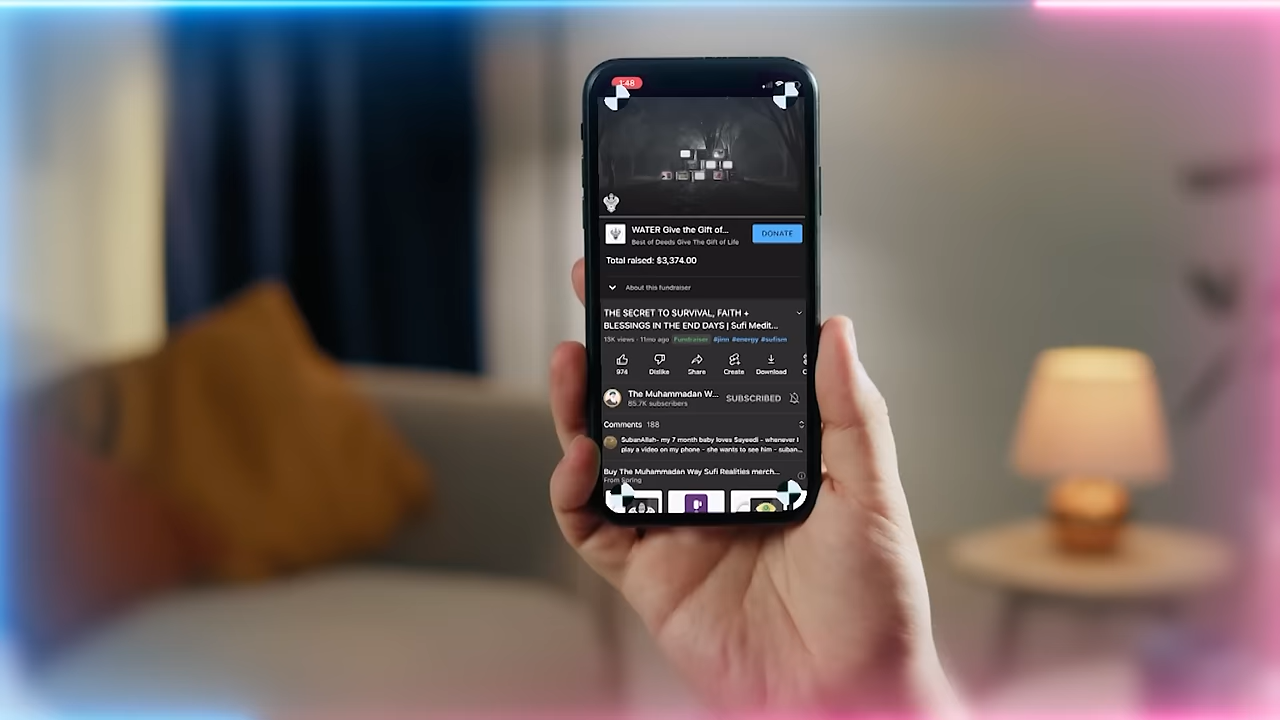 1:48
WATER Give the Gift of...
Best of Deeds Give The Gift of Life
DONATE
Total raised: $3,374.00
About this fundraiser
THE SECRET TO SURVIVAL, FAITH +
BLESSINGS IN THE END DAYS | Sufi Medit...
13K views · 11mo ago Fundraiser #jinn #energy #sufism
974 Dislike Share Create Download
The Muhammadan W...
85.7K subscribers
SUBSCRIBED
Comments 188
SubanAllah- my 7 month baby loves Sayeedi - whenever I
play a video on my phone - she wants to see him - suban...
Buy The Muhammadan Way Sufi Realities merch...
From Spring